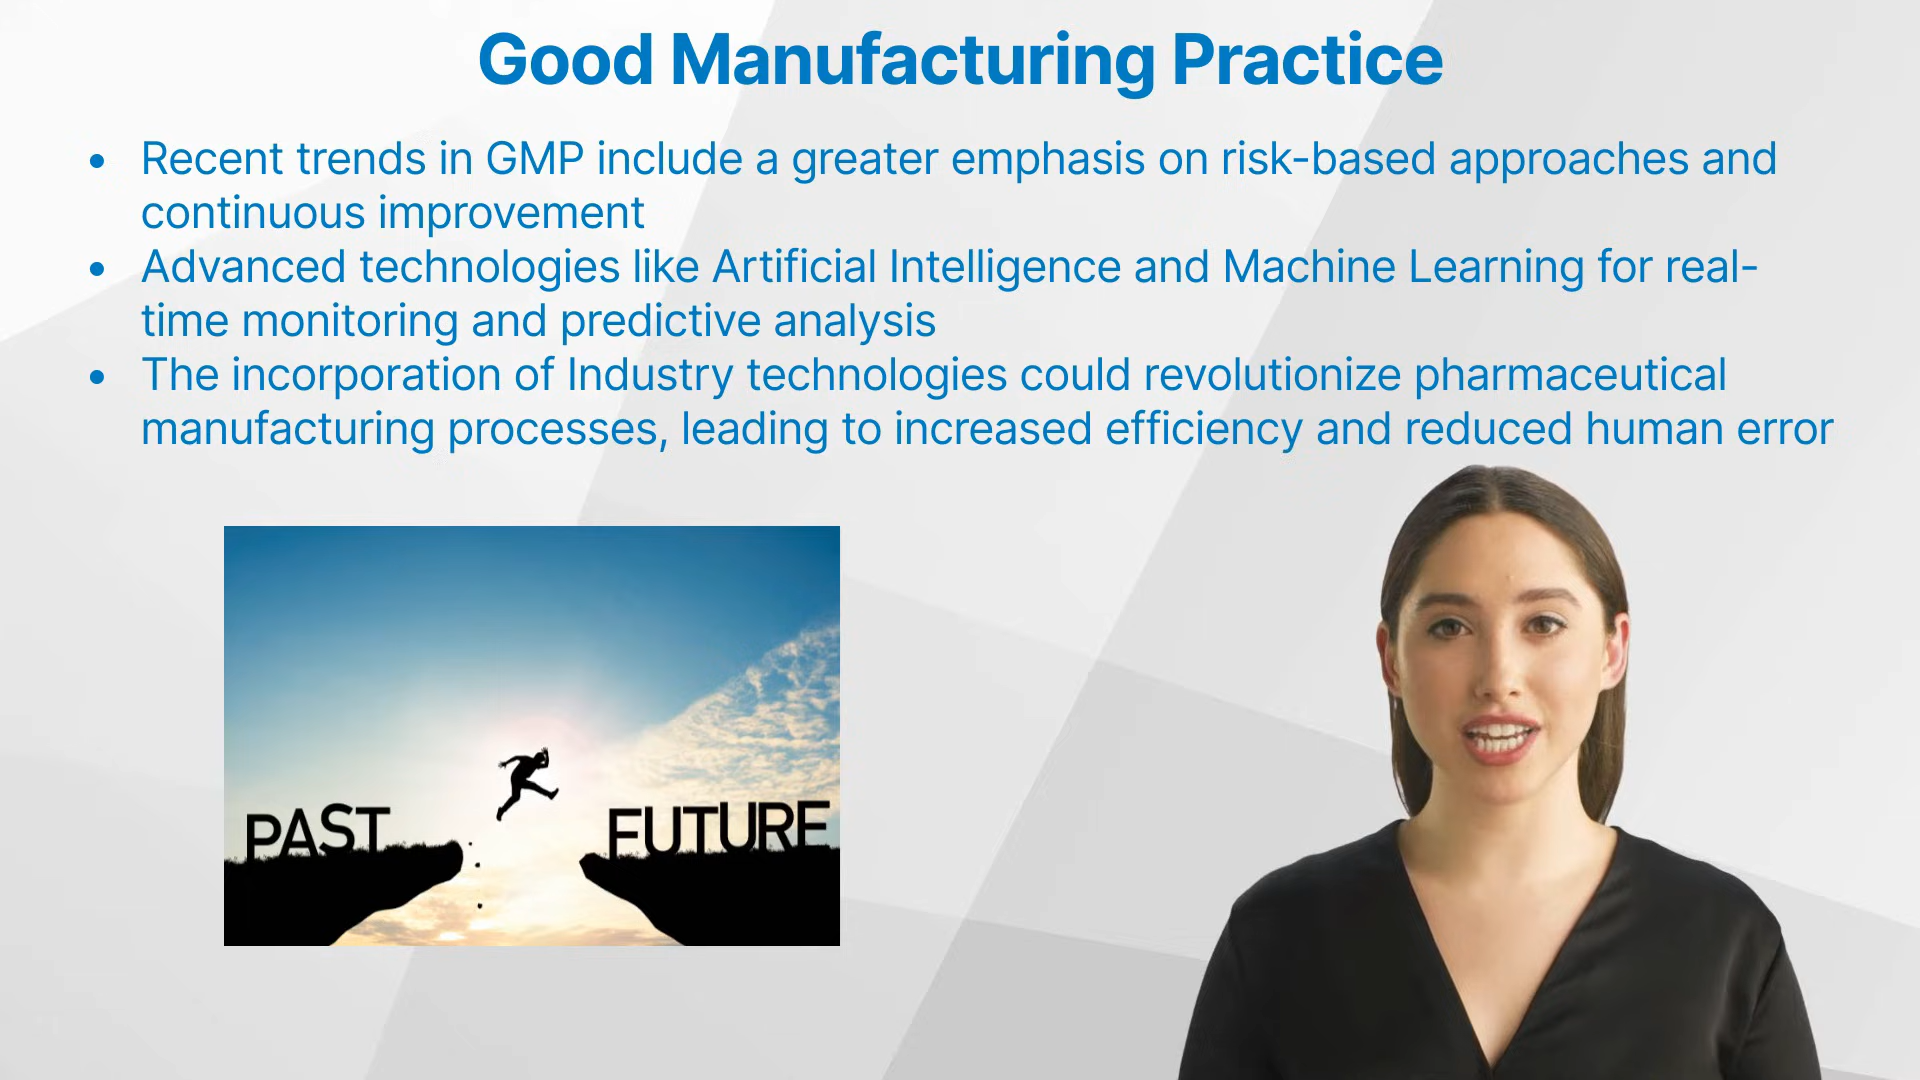 Good Manufacturing Practice
• Recent trends in GMP include a greater emphasis on risk-based approaches and
continuous improvement
• Advanced technologies like Artificial Intelligence and Machine Learning for real-
time monitoring and predictive analysis
• The incorporation of Industry technologies could revolutionize pharmaceutical
manufacturing processes, leading to increased efficiency and reduced human error
PAST FUTURE